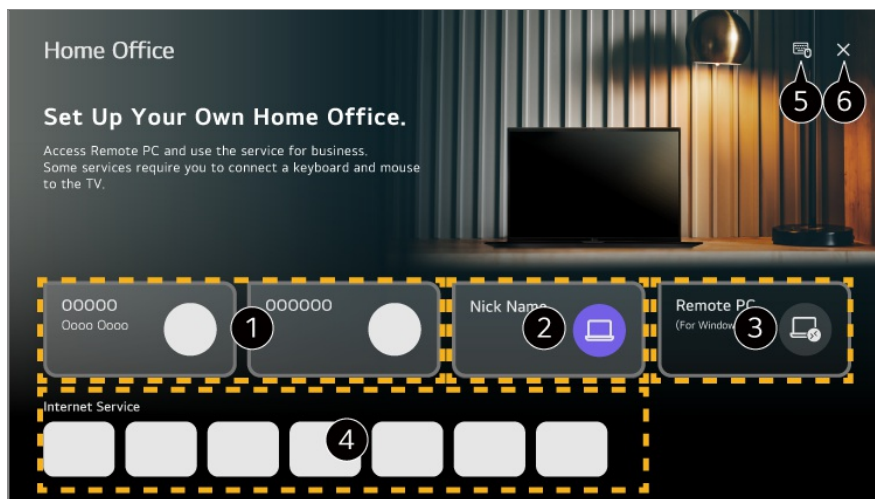 Home Office
5
6
Set Up Your Own Home Office.
Access Remote PC and use the service for business.
Some services require you to connect a keyboard and mouse
to the TV.
OOOOO
Oooo Oooo
1
OOOOOO
Nick Name
2
Remote PC
(For Window
3
Internet Service
4